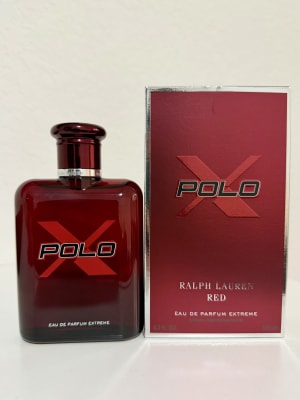 POLO
X
EAU DE PARFUM EXTREME
POLO
X
RALPH LAUREN
RED
EAU DE PARFUM EXTREME